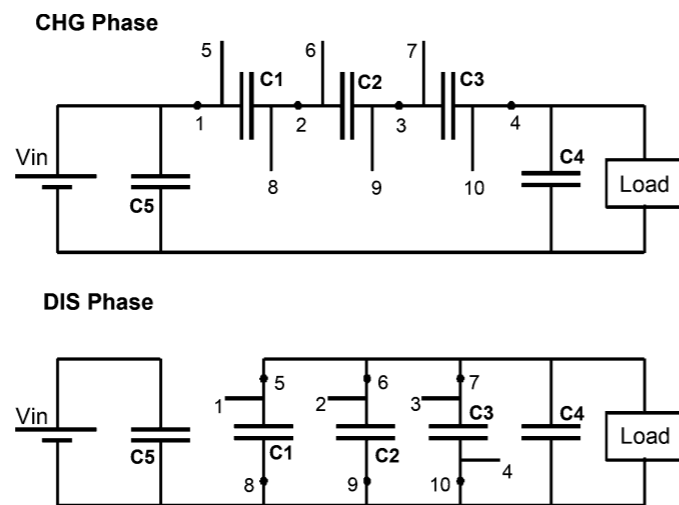 CHG Phase
5 6 7
C1 C2 C3
1 2 3 4
Vin
C5
8 9 10
C4
Load
DIS Phase
5 6 7
1 2 3
Vin
C5
C1 C2 C3 C4
Load
4
8 9 10